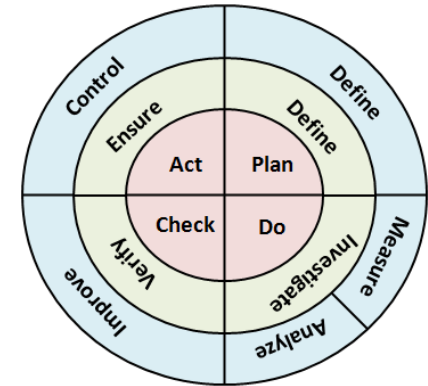 Control
Define
Ensure
Define
Act
Plan
Check
Do
Verify
Investigate
Measure
Improve
Analyze